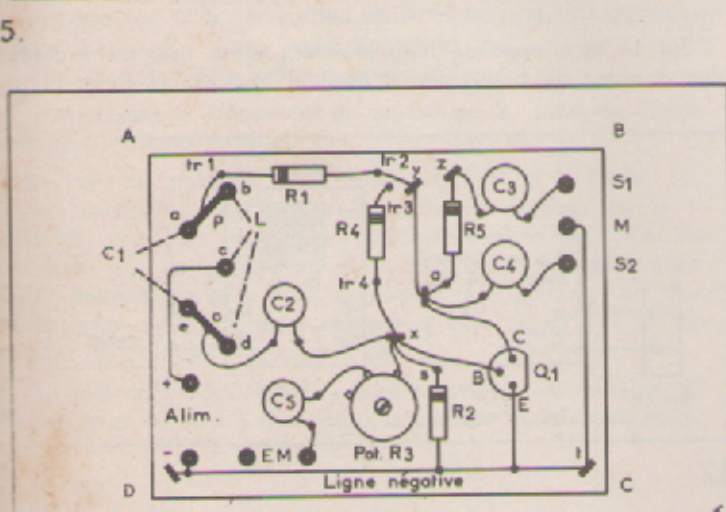 5.
A B
tr 1 tr 2 y z C3 S1
a b R1 tr 3
P L R4 R5 M
C1 c C4 S2
a
tr 4
e o d C2 x C
s B Q1
+ C5 R2 E
Alim.
- EM Pot. R3 t
D Ligne négative C